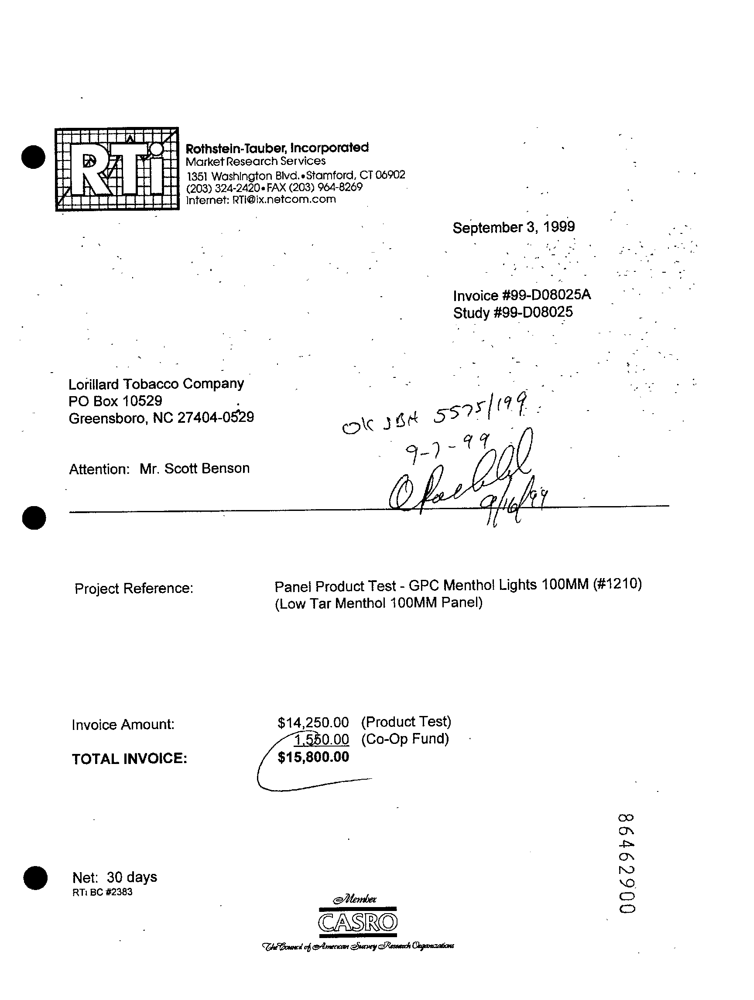 RTi
Rothstein-Tauber, Incorporated
Market Research Services
1351 Washington Blvd.•Stamford, CT 06902
(203) 324-2420•FAX (203) 964-8269
Internet: RTI@ix.netcom.com
September 3, 1999
Invoice #99-D08025A
Study #99-D08025
Lorillard Tobacco Company
PO Box 10529
Greensboro, NC 27404-0529
OK JBH 5575/199
9-7-99
Attention: Mr. Scott Benson
9/16/99
Project Reference: Panel Product Test - GPC Menthol Lights 100MM (#1210)
(Low Tar Menthol 100MM Panel)
Invoice Amount: $14,250.00 (Product Test)
1,550.00 (Co-Op Fund)
TOTAL INVOICE: $15,800.00
86462900
Net: 30 days
RTi BC #2383
Member
CASRO
The Council of American Survey Research Organizations